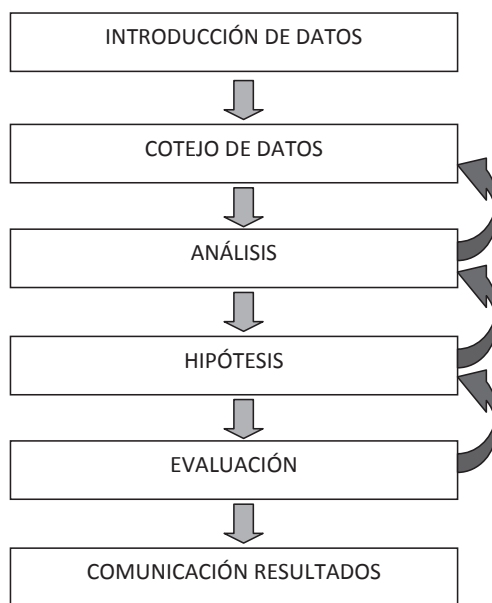 INTRODUCCIÓN DE DATOS
COTEJO DE DATOS
ANÁLISIS
HIPÓTESIS
EVALUACIÓN
COMUNICACIÓN RESULTADOS